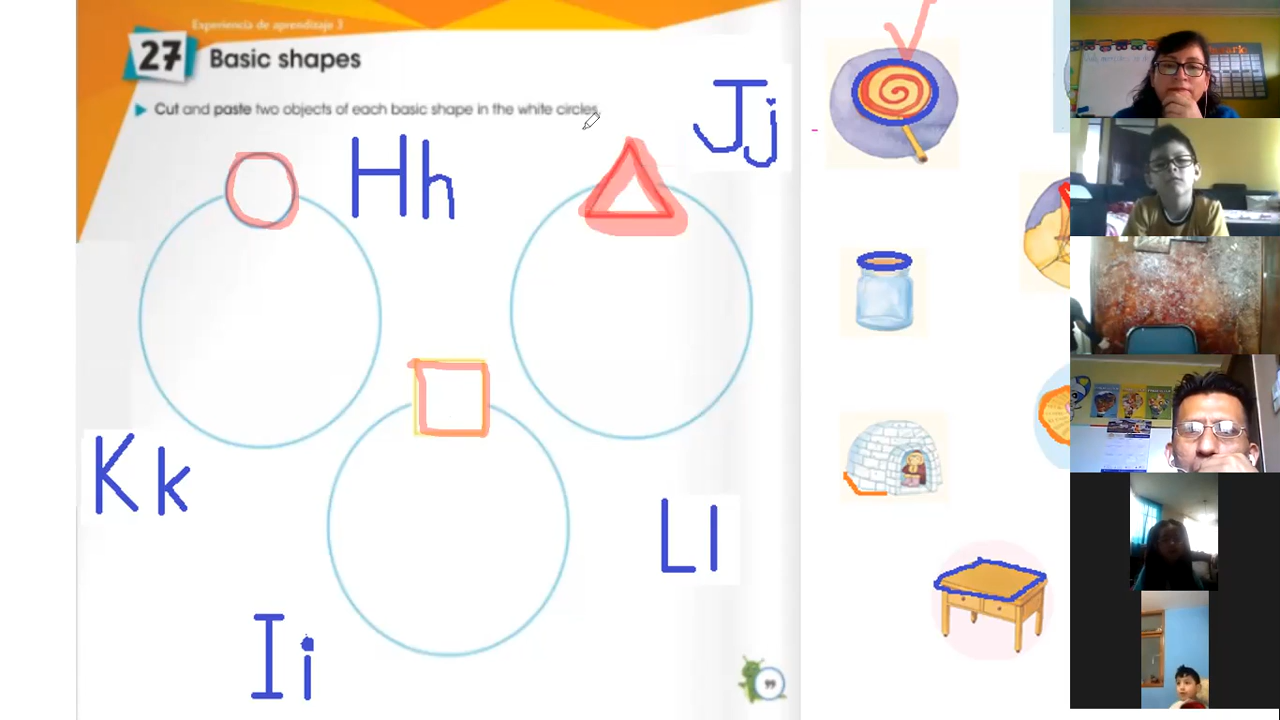 Experiencia de aprendizaje 3
27 Basic shapes
Cut and paste two objects of each basic shape in the white circles.
Jj
Hh
Kk
Ll
Ii
99